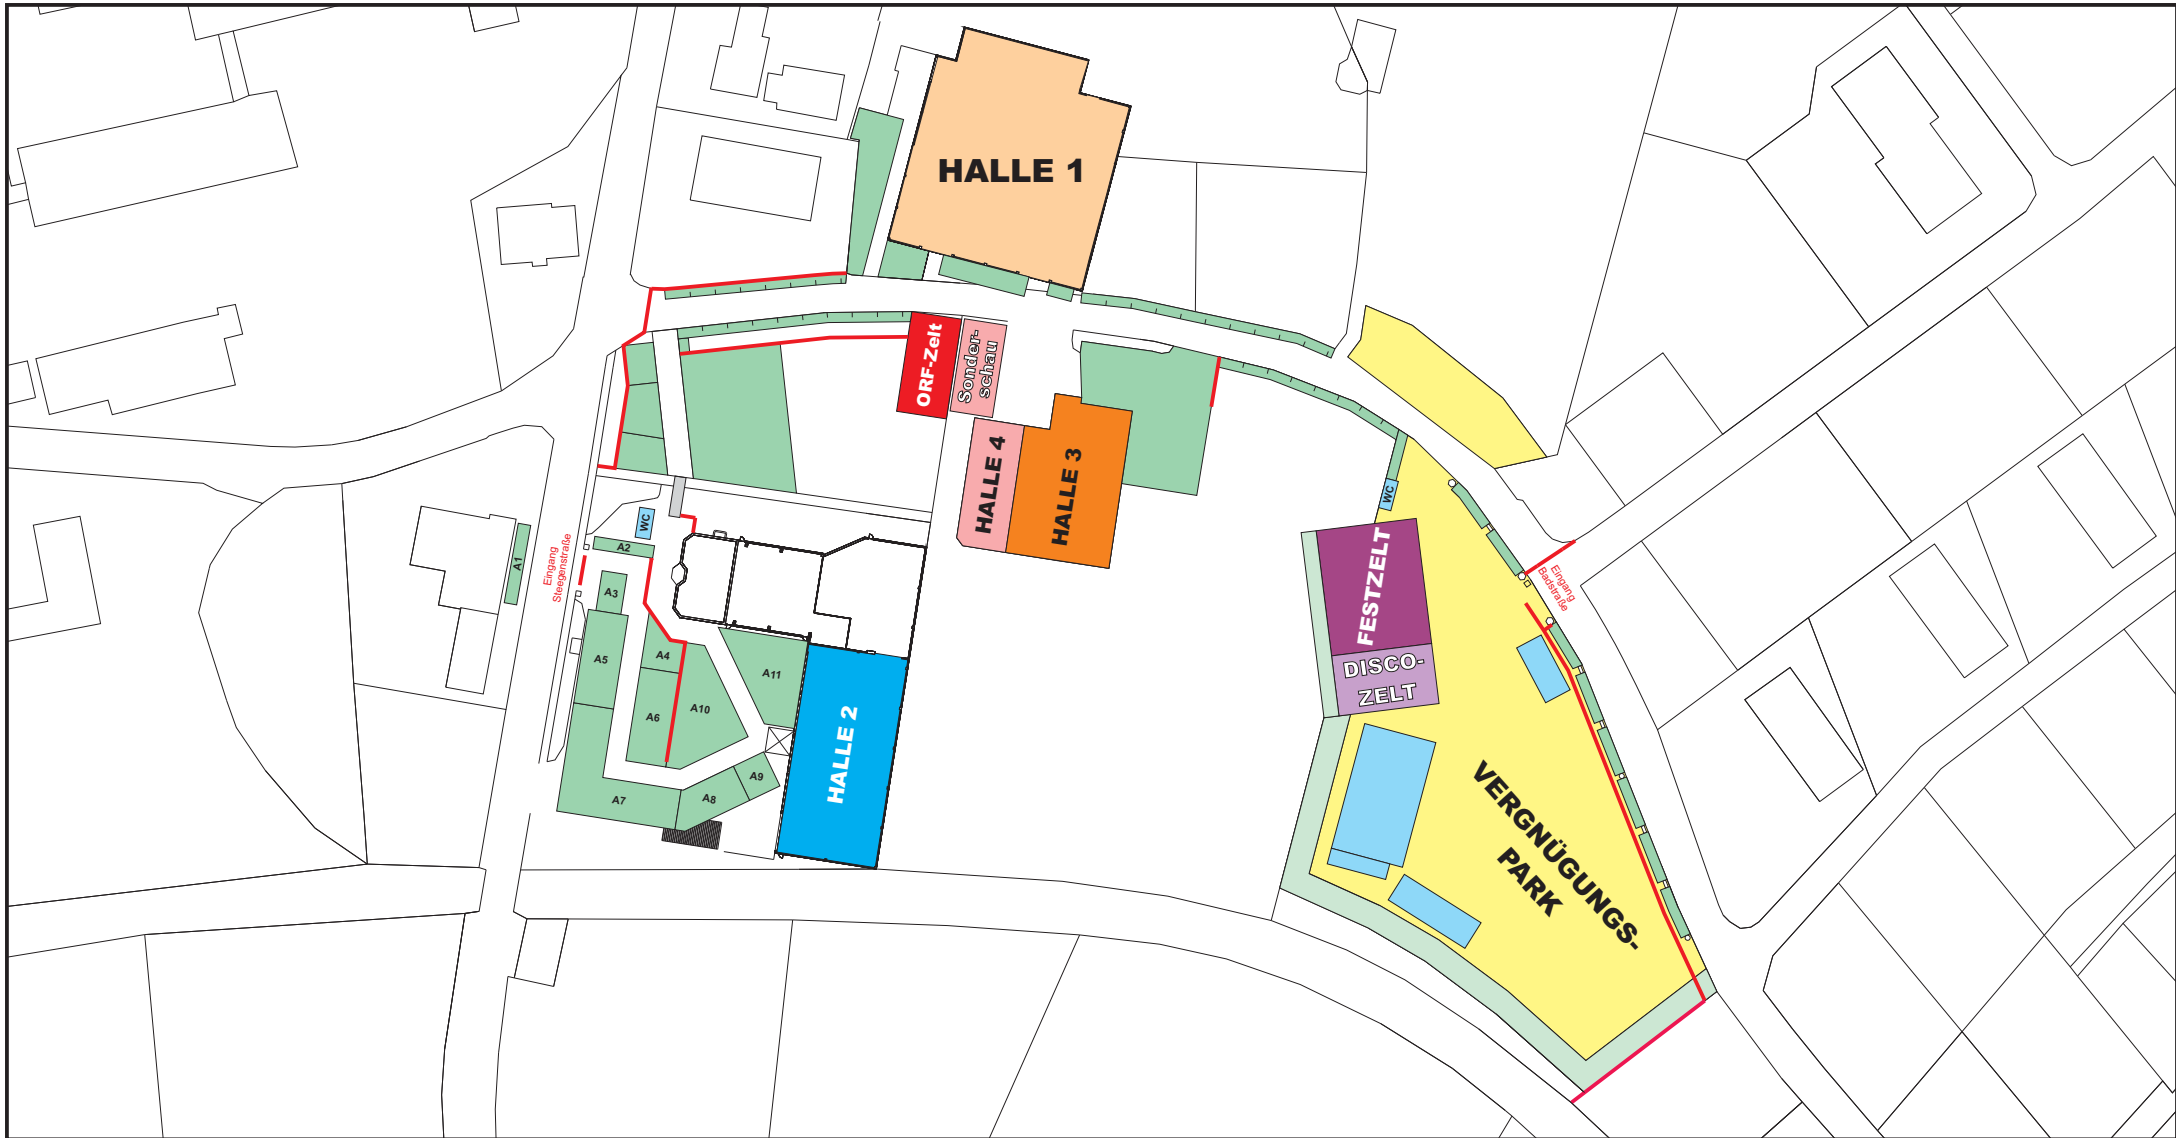 HALLE 1
ORF-Zelt
Sonder-
schau
HALLE 4
HALLE 3
WC
WC
A1
Eingang
Steegenstraße
A2
A3
A4
A5
A6
A7
A8
A9
A10
A11
HALLE 2
FESTZELT
DISCO-
ZELT
Eingang
Badstraße
VERGNÜGUNGS-
PARK